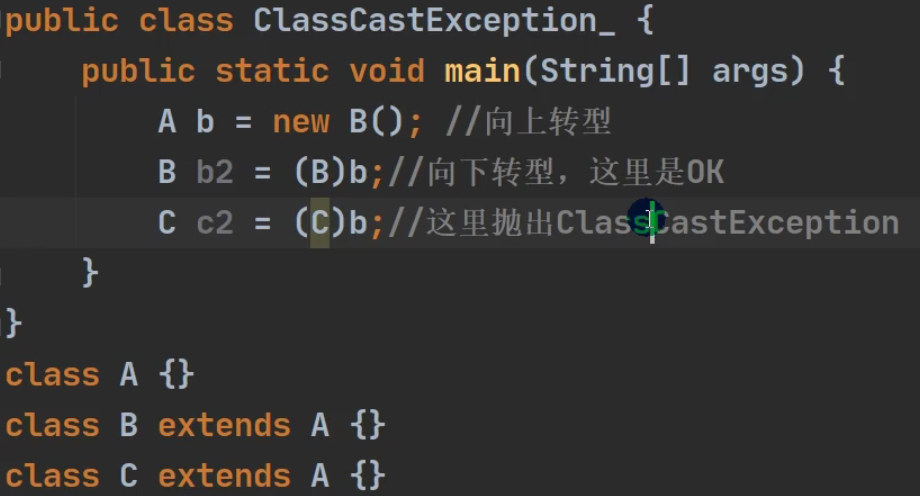 public class ClassCastException_ {
public static void main(String[] args) {
A b = new B(); //向上转型
B b2 = (B)b;//向下转型，这里是OK
C c2 = (C)b;//这里抛出ClassCastException
}
}
class A {}
class B extends A {}
class C extends A {}